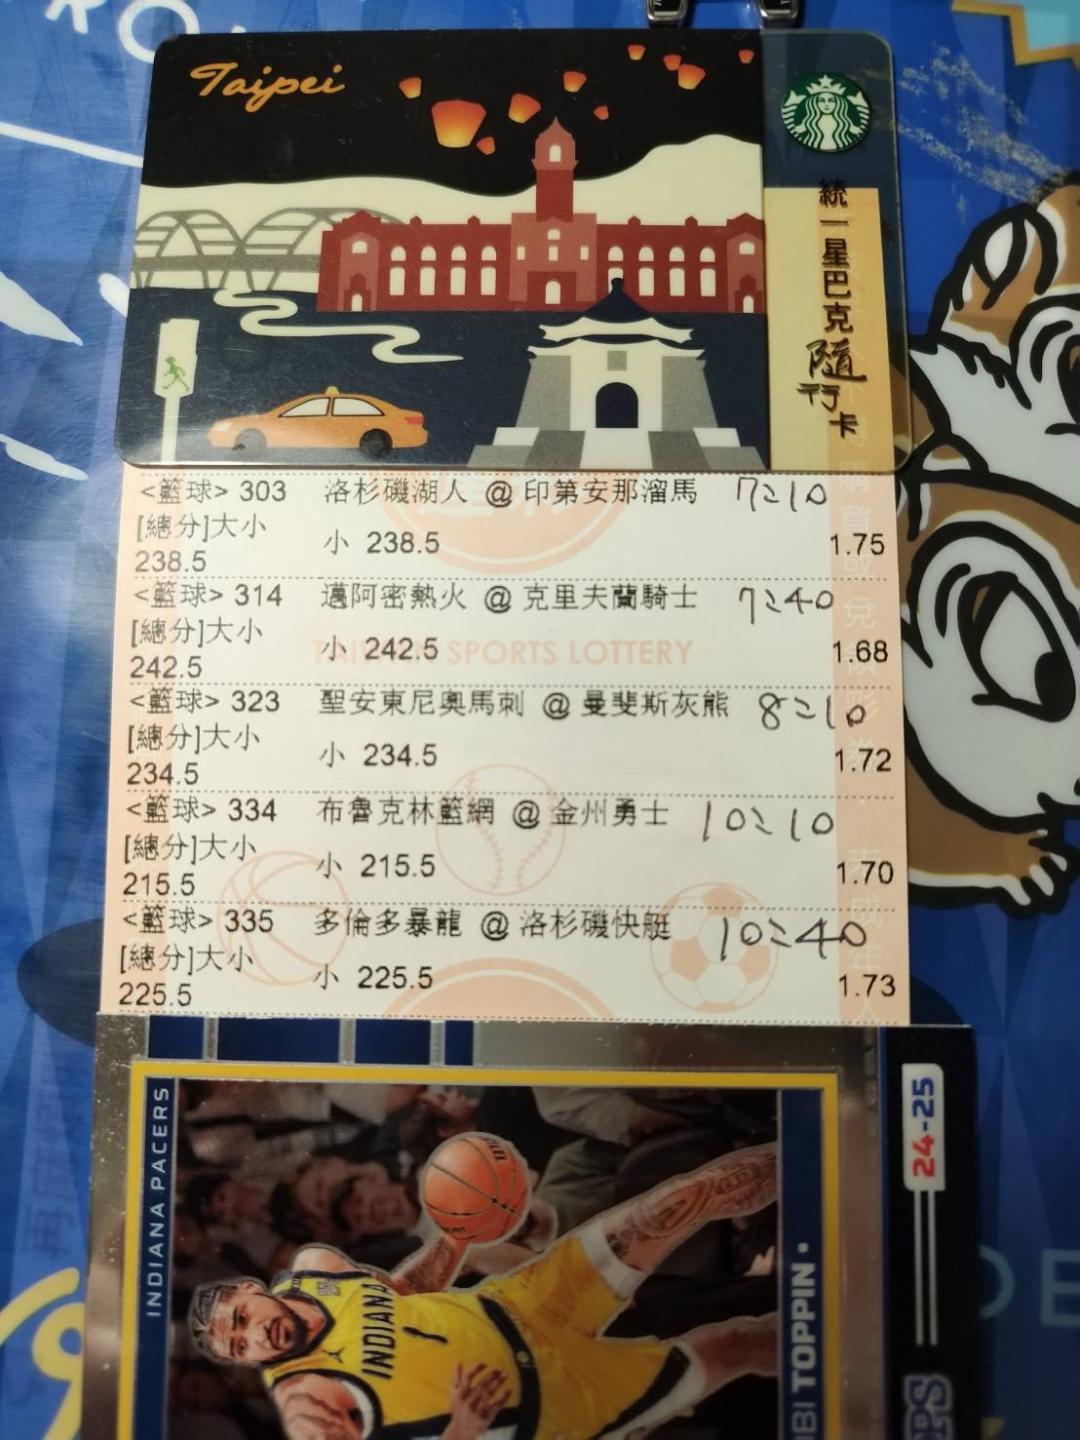 Taipei
統一星巴克
隨行卡
<籃球> 303 洛杉磯湖人 @ 印第安那溜馬 7:10
[總分]大小
238.5 小 238.5 1.75
<籃球> 314 邁阿密熱火 @ 克里夫蘭騎士 7:40
[總分]大小
242.5 小 242.5 1.68
TAIWAN SPORTS LOTTERY
<籃球> 323 聖安東尼奧馬刺 @ 曼斐斯灰熊 8:10
[總分]大小
234.5 小 234.5 1.72
<籃球> 334 布魯克林籃網 @ 金州勇士 10:10
[總分]大小
215.5 小 215.5 1.70
<籃球> 335 多倫多暴龍 @ 洛杉磯快艇 10:40
[總分]大小
225.5 小 225.5 1.73
INDIANA PACERS
24-25
INDIANA
1
OBI TOPPIN •